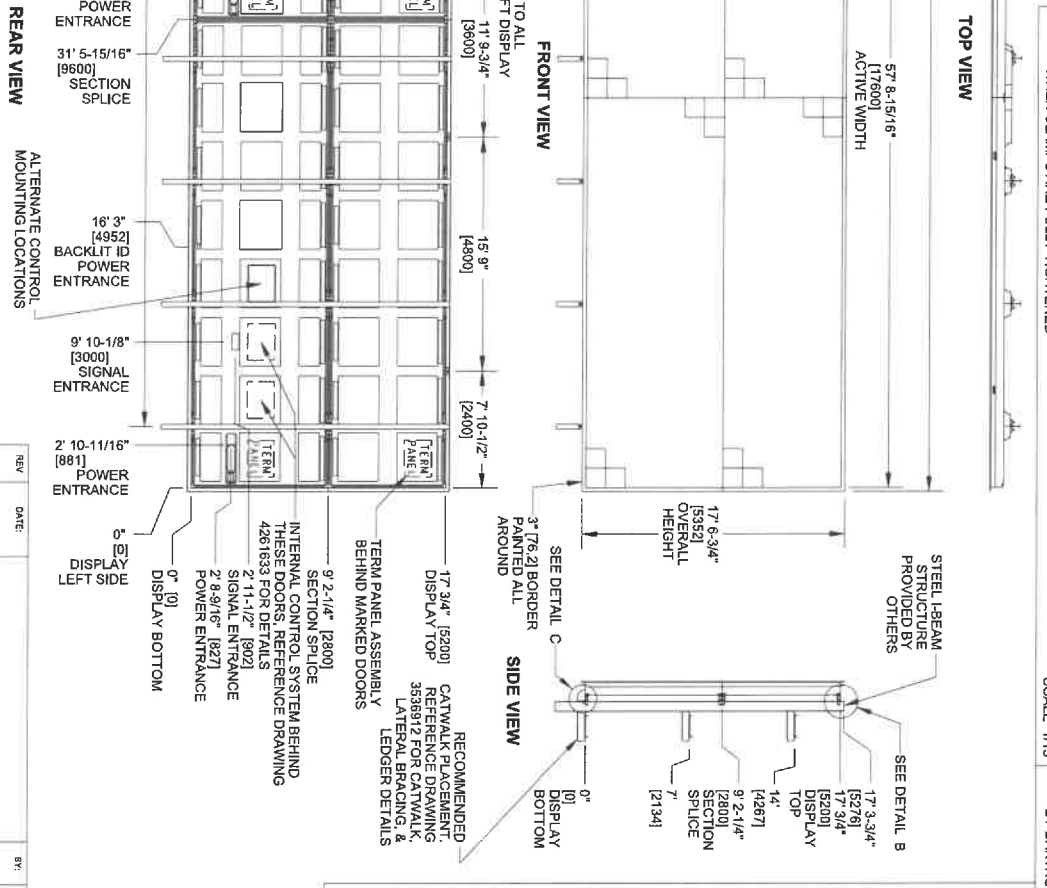 TOP VIEW
57' 8-15/16"
[17600]
ACTIVE WIDTH
FRONT VIEW
17' 6-3/4"
[5352]
OVERALL
HEIGHT
3" [76.2] BORDER
PAINTED ALL
AROUND
TO ALL
FT DISPLAY
11' 9-3/4"
[3600]
15' 9"
[4800]
7' 10-1/2"
[2400]
REAR VIEW
POWER
ENTRANCE
31' 5-15/16"
[9600]
SECTION
SPLICE
16' 3"
[4952]
BACKLIT ID
POWER
ENTRANCE
ALTERNATE CONTROL
MOUNTING LOCATIONS
9' 10-1/8"
[3000]
SIGNAL
ENTRANCE
2' 10-11/16"
[881]
POWER
ENTRANCE
0"
[0]
DISPLAY
LEFT SIDE
TERM
PANEL
TERM
PANEL
17' 3/4" [5200]
DISPLAY TOP
TERM PANEL ASSEMBLY
BEHIND MARKED DOORS
9' 2-1/4" [2800]
SECTION SPLICE
INTERNAL CONTROL SYSTEM BEHIND
THESE DOORS, REFERENCE DRAWING
4261633 FOR DETAILS
2' 11-1/2" [902]
SIGNAL ENTRANCE
2' 8-9/16" [827]
POWER ENTRANCE
0" [0]
DISPLAY BOTTOM
STEEL I-BEAM
STRUCTURE
PROVIDED BY
OTHERS
SEE DETAIL B
SEE DETAIL C
SIDE VIEW
17' 3-3/4"
[5276]
17' 3/4"
[5200]
DISPLAY
TOP
14'
[4267]
9' 2-1/4"
[2800]
SECTION
SPLICE
7'
[2134]
0"
[0]
DISPLAY
BOTTOM
RECOMMENDED
CATWALK PLACEMENT.
REFERENCE DRAWING
3536912 FOR CATWALK,
LATERAL BRACING, &
LEDGER DETAILS
REV
DATE:
BY: